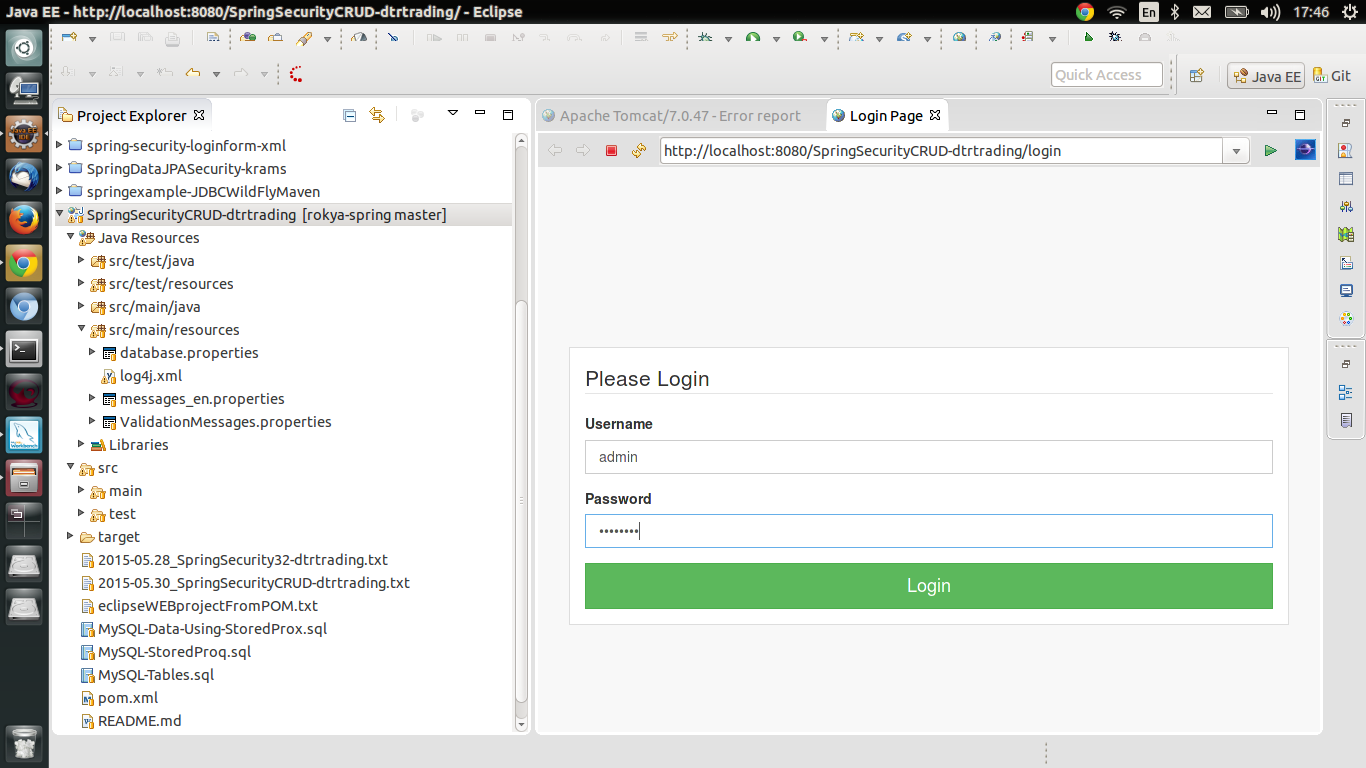 Java EE - http://localhost:8080/SpringSecurityCRUD-dtrtrading/ - Eclipse
En
17:46
Quick Access
Java EE
Git
Project Explorer
spring-security-loginform-xml
SpringDataJPASecurity-krams
springexample-JDBCWildFlyMaven
SpringSecurityCRUD-dtrtrading [rokya-spring master]
Java Resources
src/test/java
src/test/resources
src/main/java
src/main/resources
database.properties
log4j.xml
messages_en.properties
ValidationMessages.properties
Libraries
src
main
test
target
2015-05.28_SpringSecurity32-dtrtrading.txt
2015-05.30_SpringSecurityCRUD-dtrtrading.txt
eclipseWEBprojectFromPOM.txt
MySQL-Data-Using-StoredProx.sql
MySQL-StoredProq.sql
MySQL-Tables.sql
pom.xml
README.md
Apache Tomcat/7.0.47 - Error report
Login Page
http://localhost:8080/SpringSecurityCRUD-dtrtrading/login
Please Login
Username
admin
Password
••••••••
Login